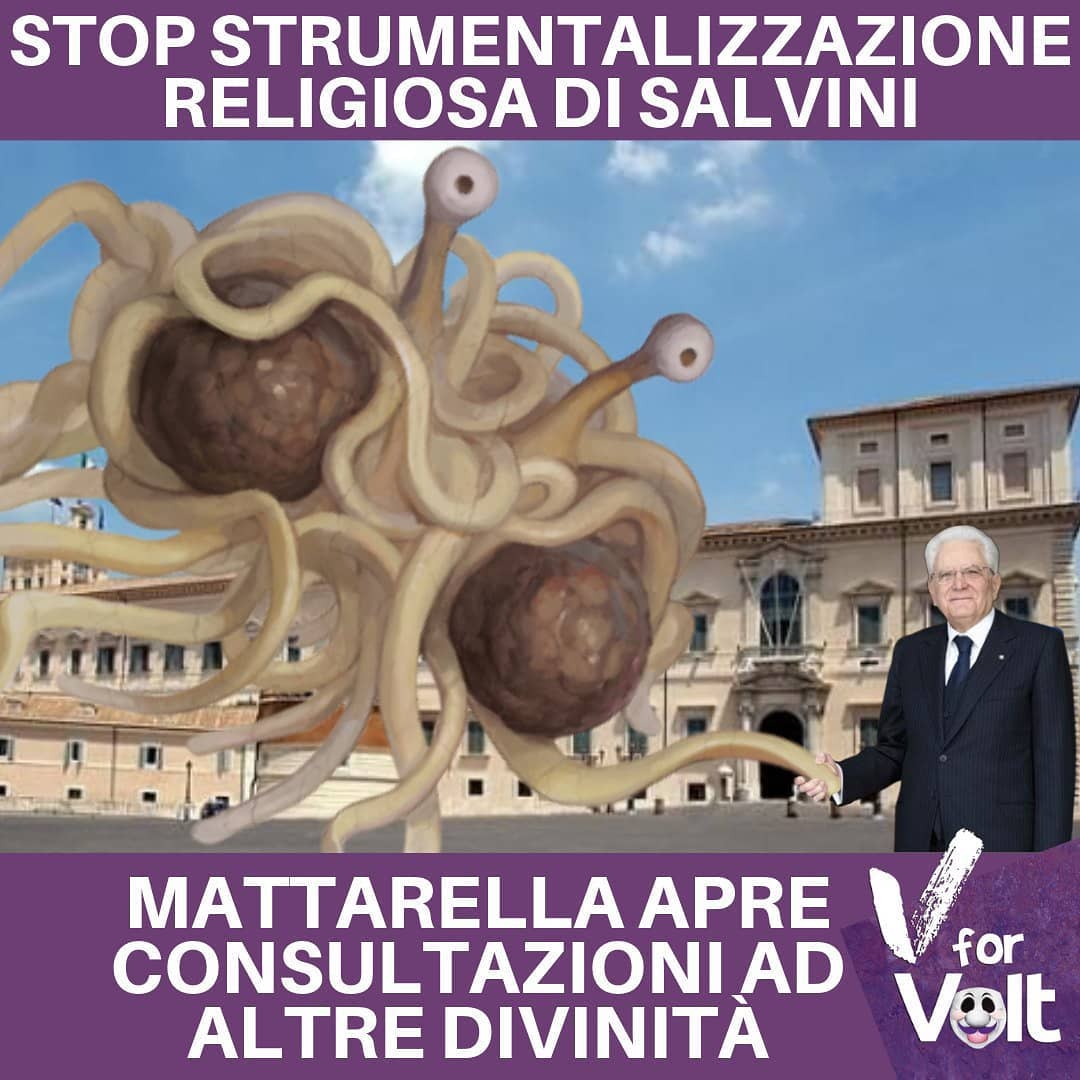 STOP STRUMENTALIZZAZIONE
RELIGIOSA DI SALVINI
MATTARELLA APRE
CONSULTAZIONI AD
ALTRE DIVINITÀ
V for
Volt